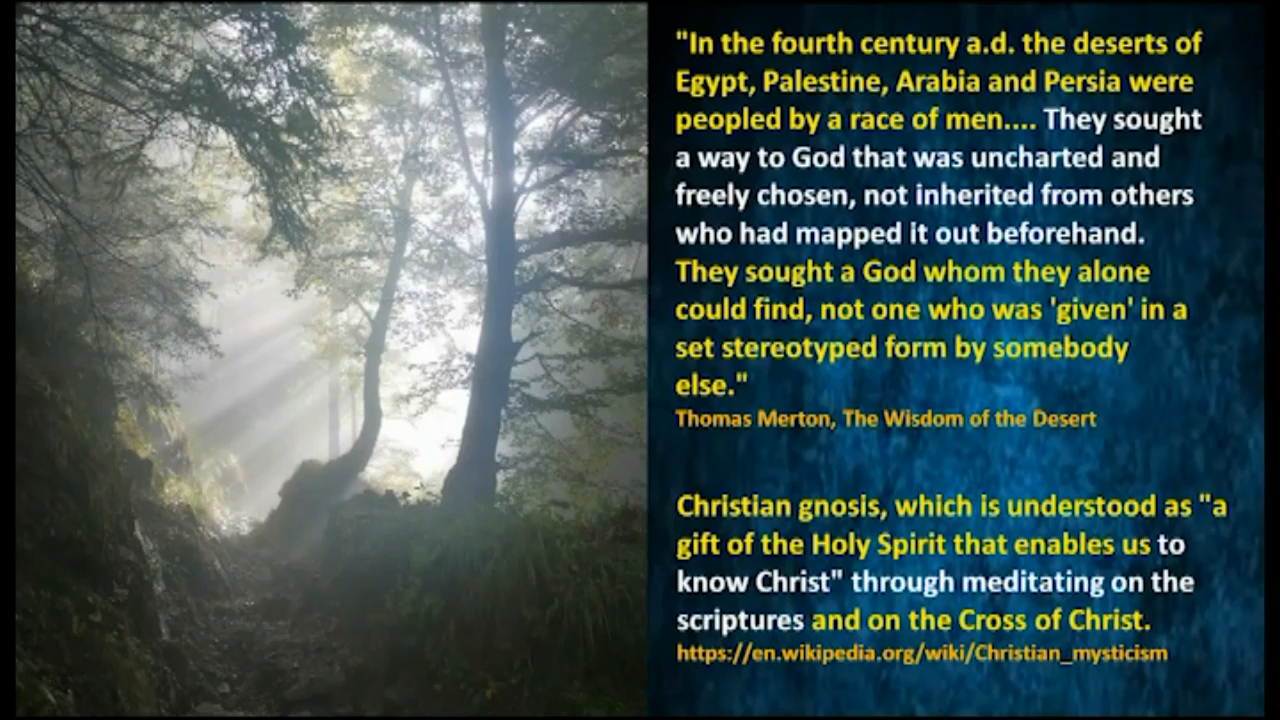 "In the fourth century a.d. the deserts of
Egypt, Palestine, Arabia and Persia were
peopled by a race of men.... They sought
a way to God that was uncharted and
freely chosen, not inherited from others
who had mapped it out beforehand.
They sought a God whom they alone
could find, not one who was 'given' in a
set stereotyped form by somebody
else."
Thomas Merton, The Wisdom of the Desert
Christian gnosis, which is understood as "a
gift of the Holy Spirit that enables us to
know Christ" through meditating on the
scriptures and on the Cross of Christ.
https://en.wikipedia.org/wiki/Christian_mysticism